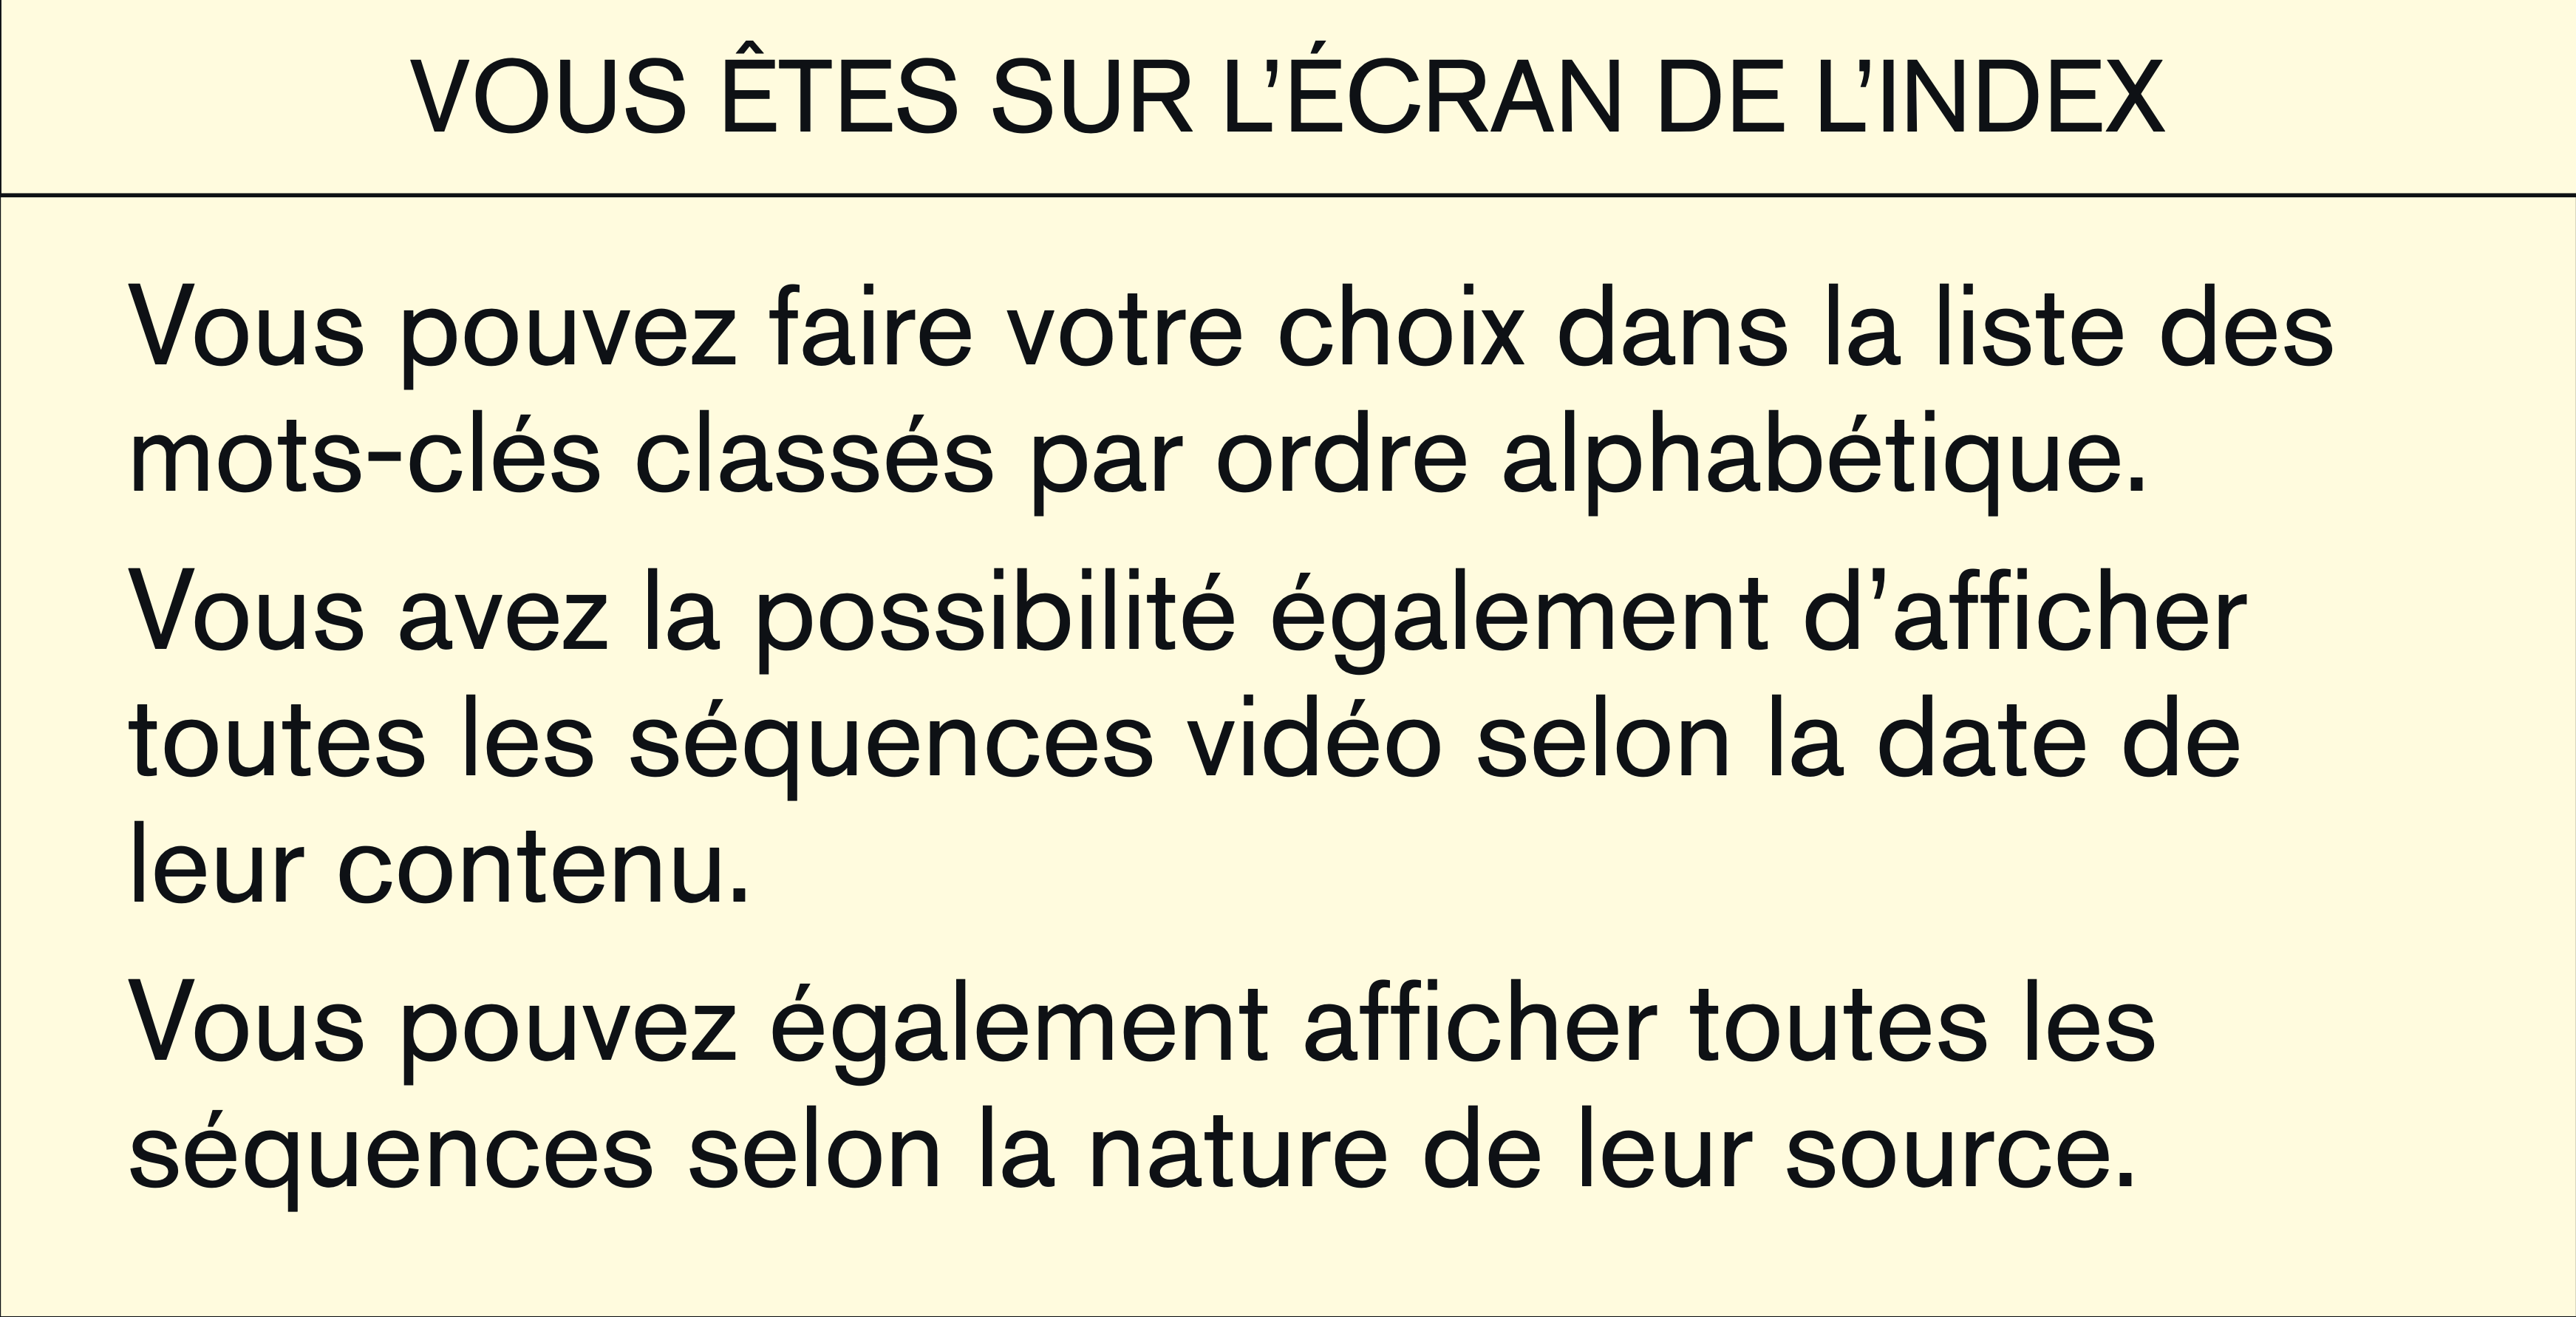 VOUS ÊTES SUR L’ÉCRAN DE L’INDEX
Vous pouvez faire votre choix dans la liste des
mots-clés classés par ordre alphabétique.
Vous avez la possibilité également d’afficher
toutes les séquences vidéo selon la date de
leur contenu.
Vous pouvez également afficher toutes les
séquences selon la nature de leur source.